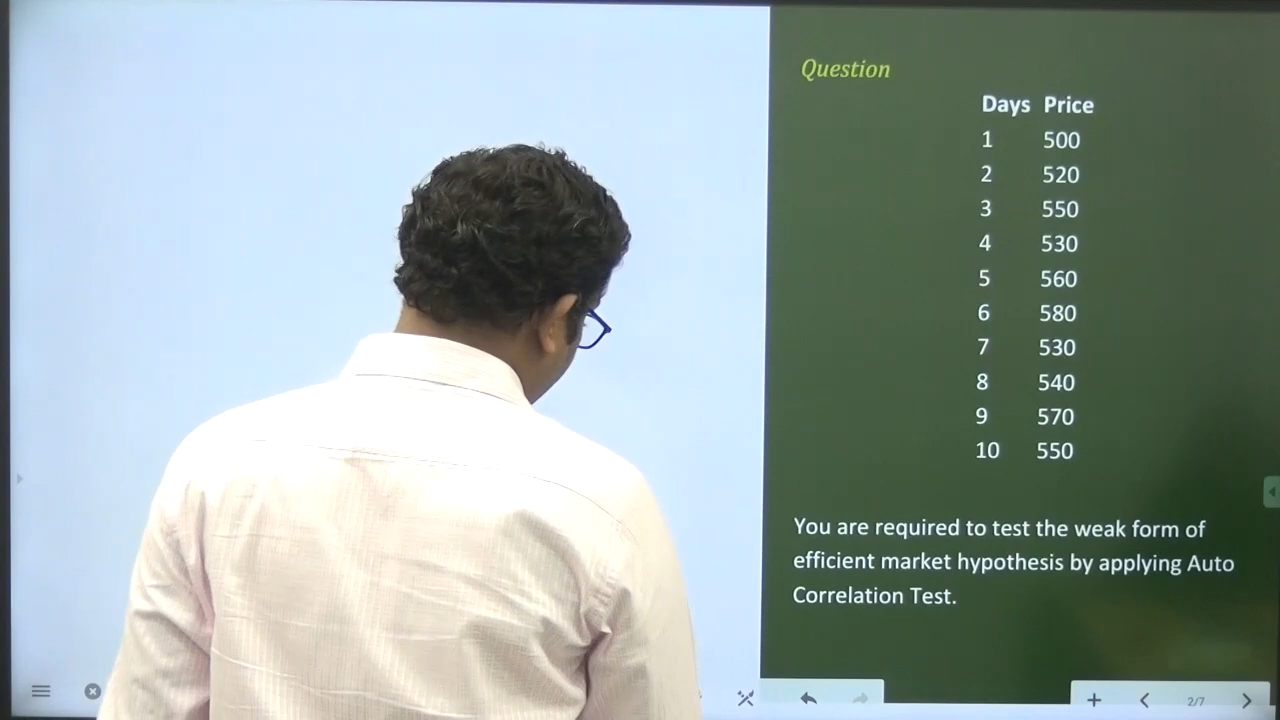 Question
Days Price
1 500
2 520
3 550
4 530
5 560
6 580
7 530
8 540
9 570
10 550
You are required to test the weak form of
efficient market hypothesis by applying Auto
Correlation Test.
2/7